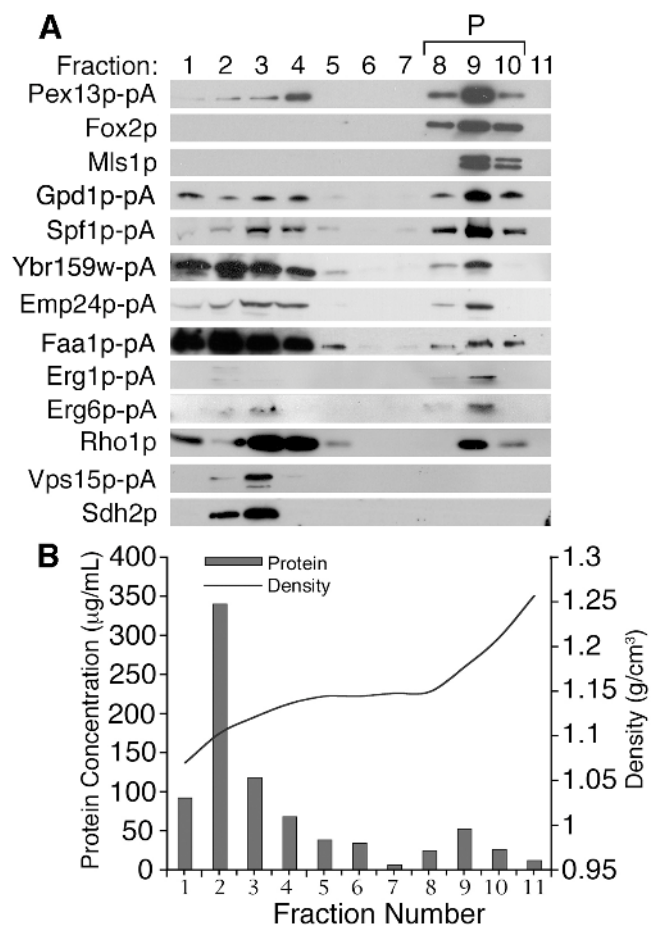 A
P
Fraction: 1 2 3 4 5 6 7 8 9 10 11
Pex13p-pA
Fox2p
Mls1p
Gpd1p-pA
Spf1p-pA
Ybr159w-pA
Emp24p-pA
Faa1p-pA
Erg1p-pA
Erg6p-pA
Rho1p
Vps15p-pA
Sdh2p
B
Protein
Density
Protein Concentration (µg/mL)
400
350
300
250
200
150
100
50
0
1.3
1.25
1.2
1.15
1.1
1.05
1
0.95
Density (g/cm³)
1 2 3 4 5 6 7 8 9 10 11
Fraction Number